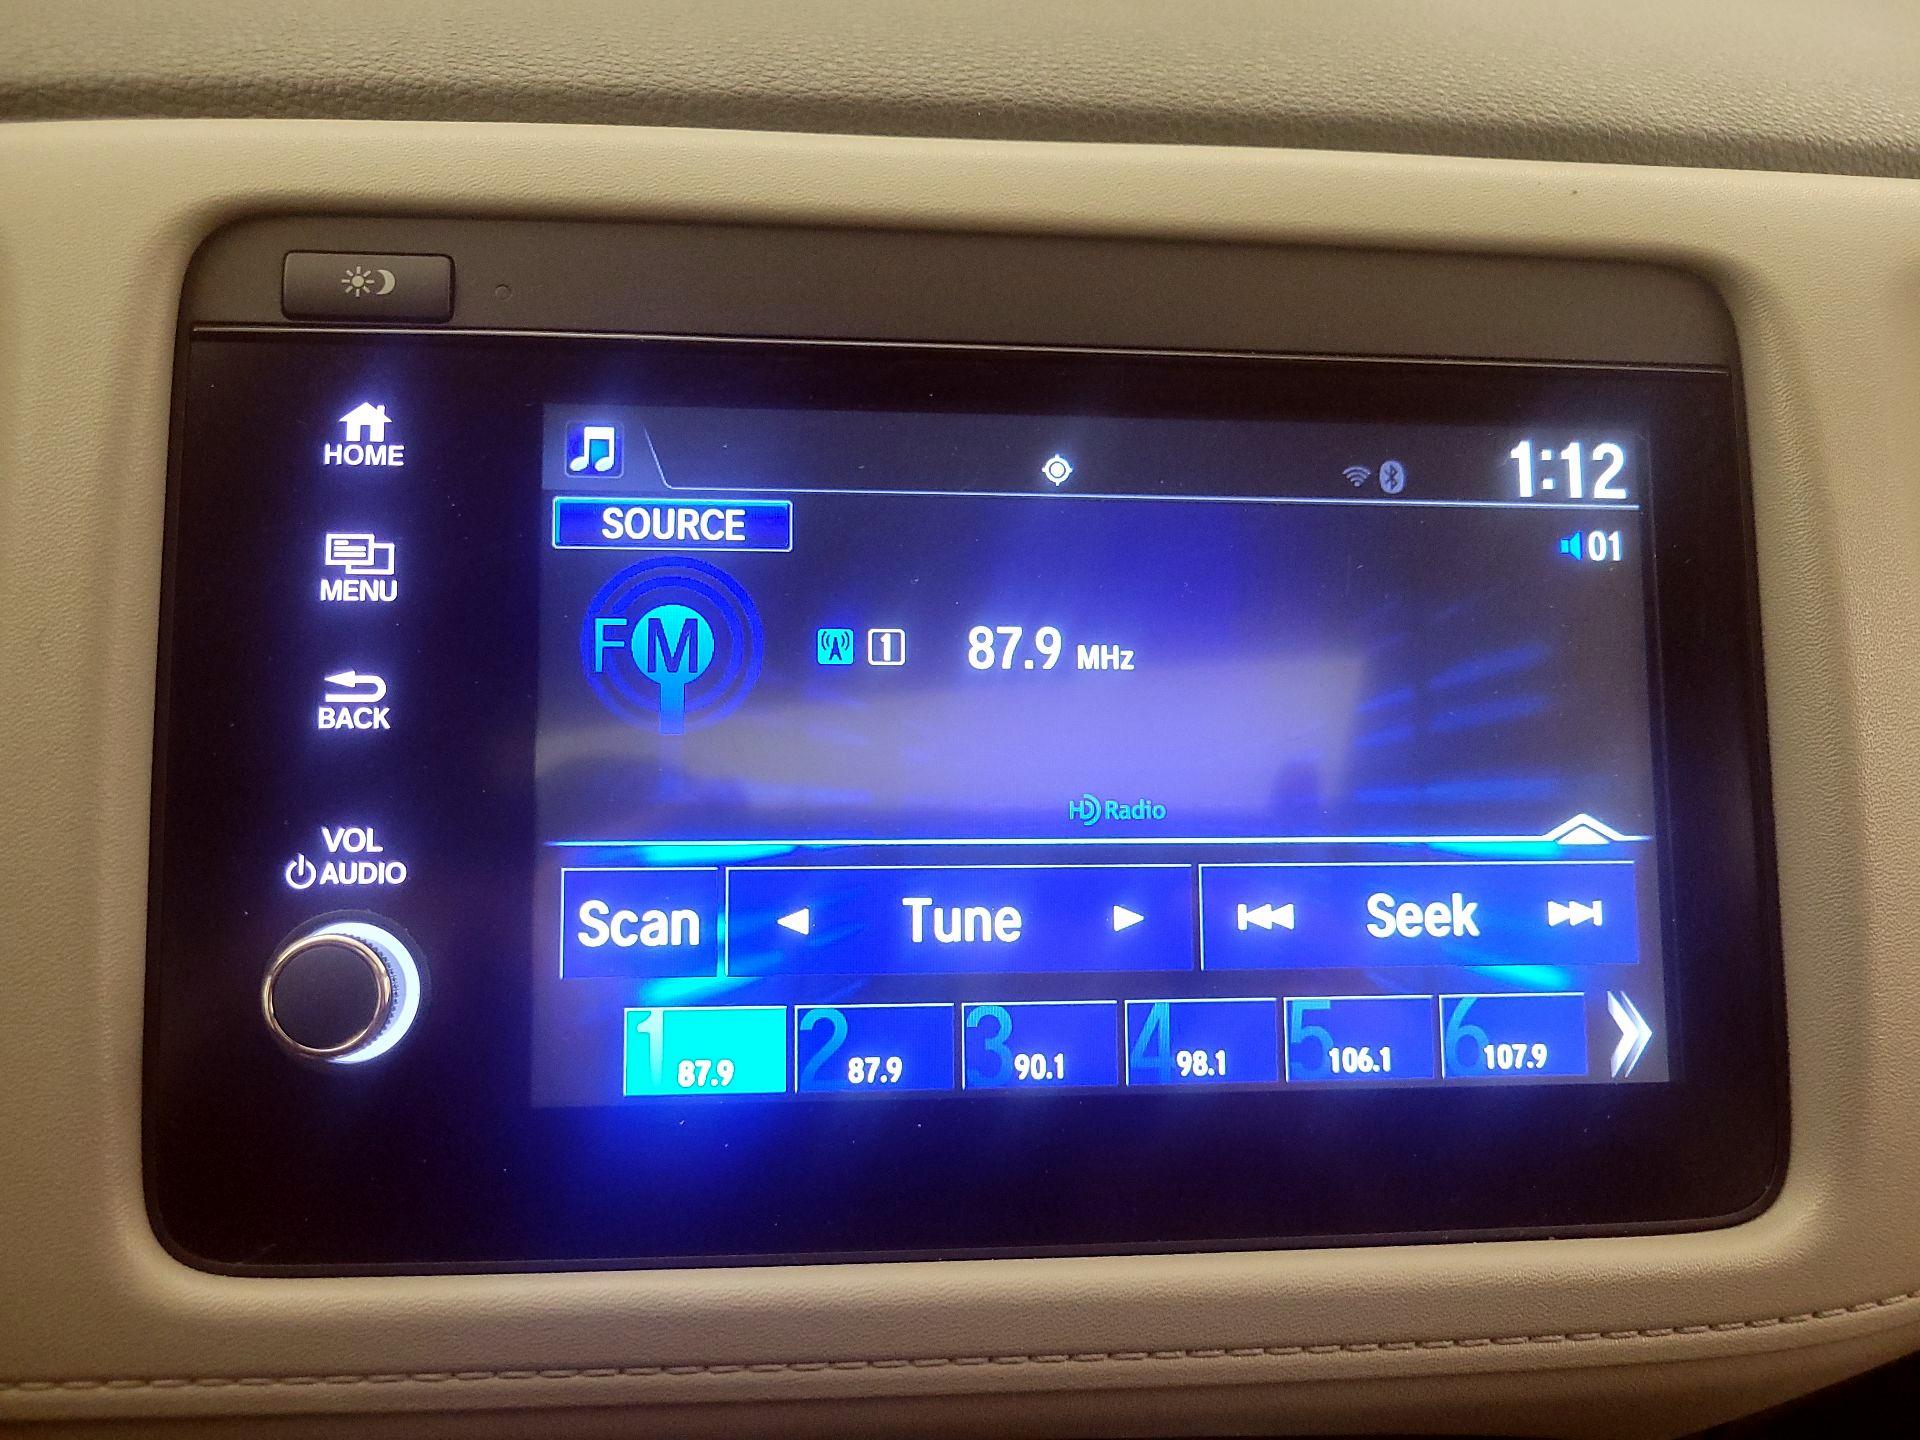 HOME
MENU
BACK
VOL
AUDIO
1:12
SOURCE
01
FM
1 87.9 MHz
HD Radio
Scan Tune Seek
1 87.9 2 87.9 3 90.1 4 98.1 5 106.1 6 107.9